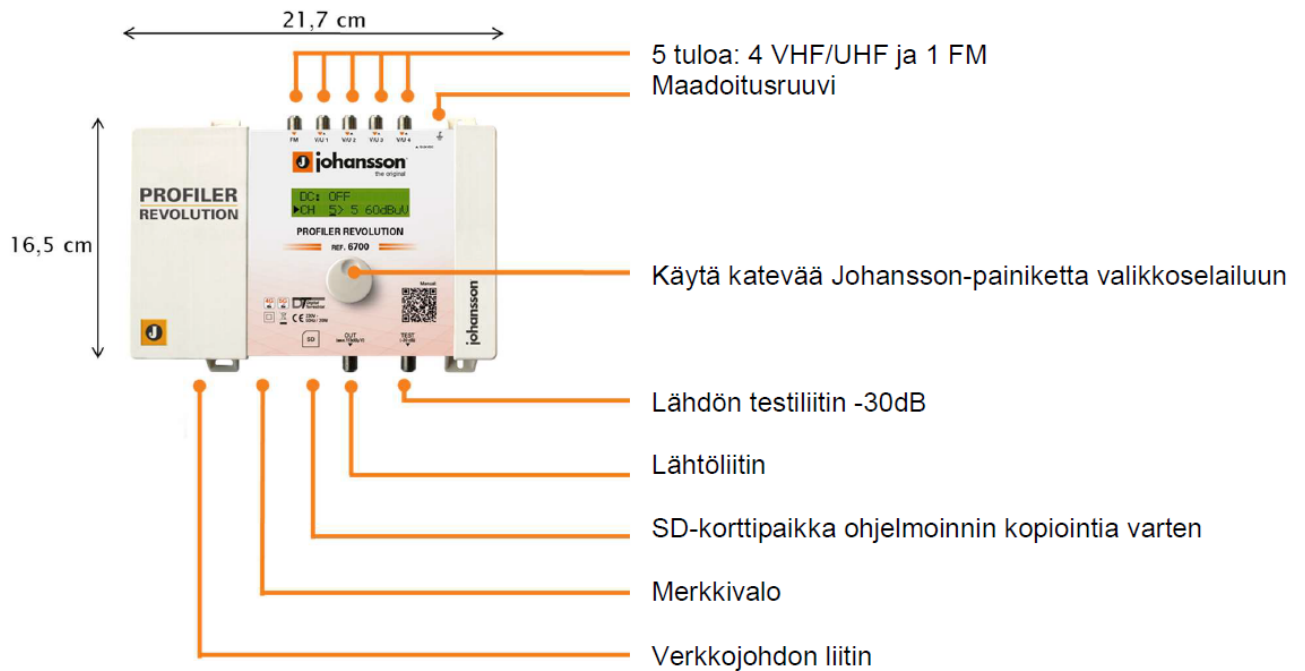 21,7 cm
5 tuloa: 4 VHF/UHF ja 1 FM
Maadoitusruuvi
FM V/U 1 V/U 2 V/U 3 V/U 4
J johansson
the original
PROFILER
REVOLUTION
DC: OFF
▶CH 5> 5 60dBuV
16,5 cm
PROFILER REVOLUTION
REF. 6700
Käytä katevää Johansson-painiketta valikkoselailuun
Manual
johansson
J
SD
OUT
TEST
Lähdön testiliitin -30dB
Lähtöliitin
SD-korttipaikka ohjelmoinnin kopiointia varten
Merkkivalo
Verkkojohdon liitin